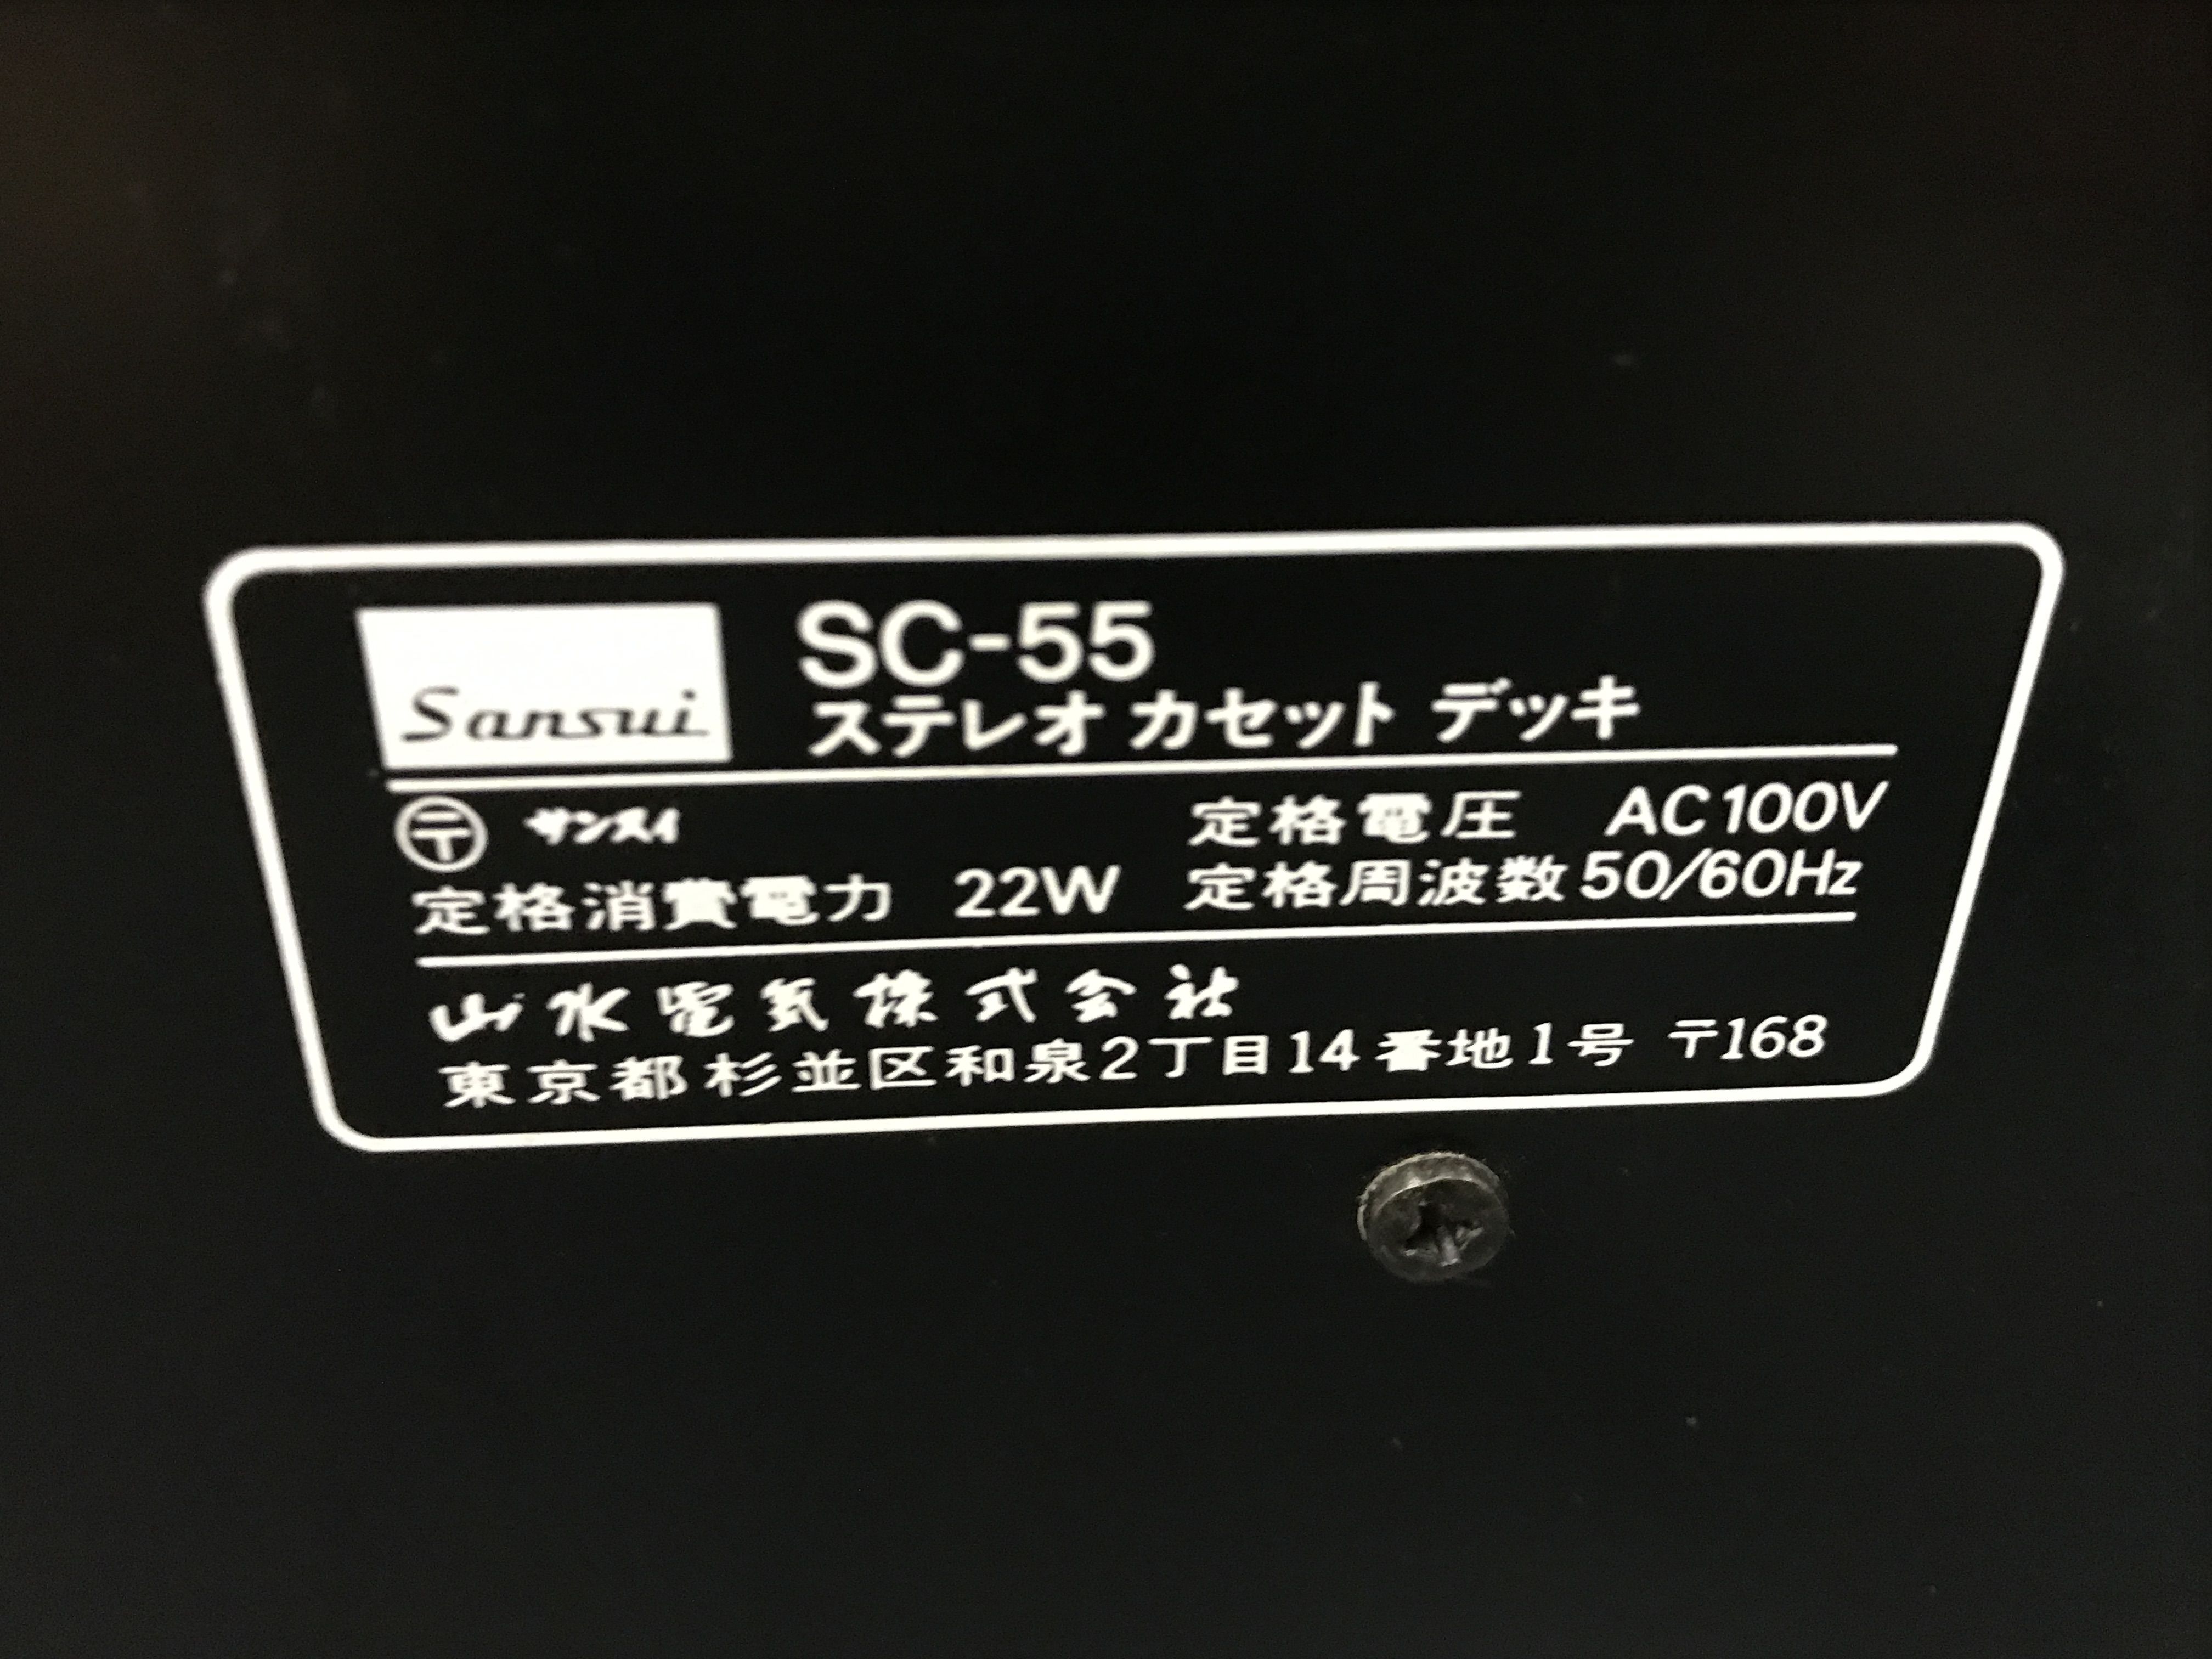 Sansui
SC-55
ステレオ カセット デッキ
〶 サンスイ 定格電圧 AC100V
定格消費電力 22W 定格周波数 50/60Hz
山水電気株式会社
東京都杉並区和泉2丁目14番地1号 〒168